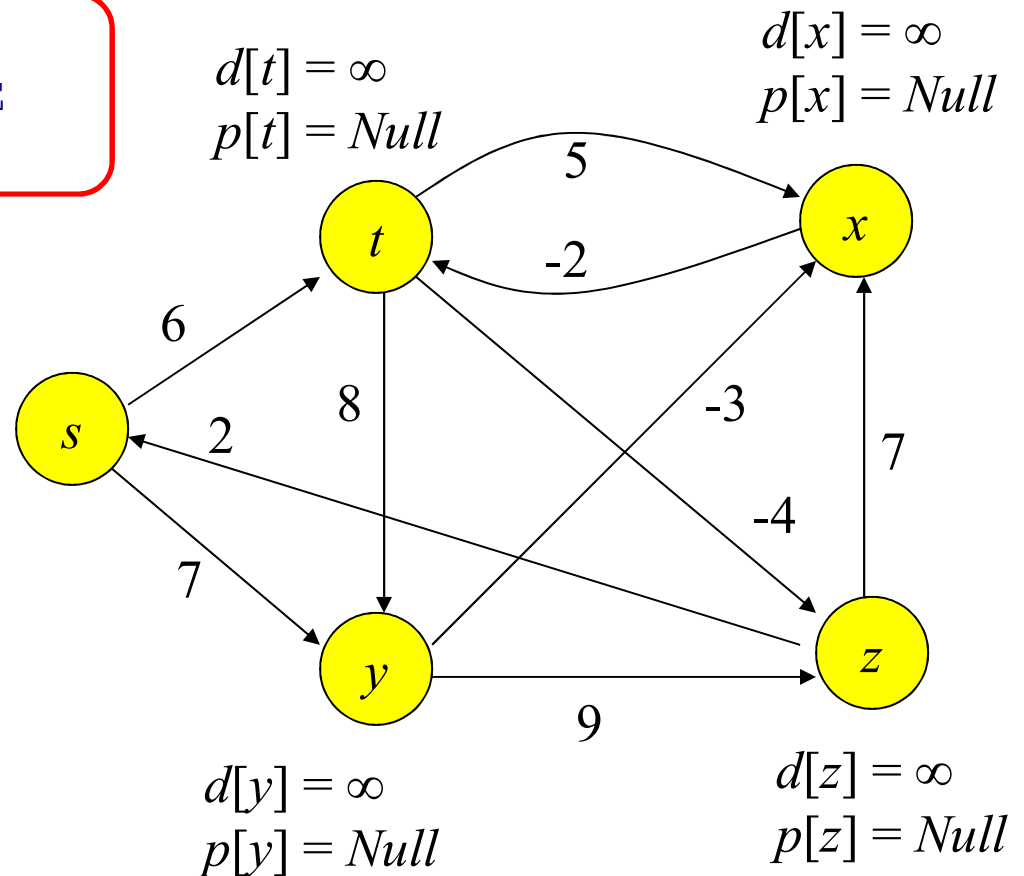 d[t] = ∞
p[t] = Null
d[x] = ∞
p[x] = Null
5
t
x
-2
6
8
-3
s
2
7
-4
7
y
z
9
d[y] = ∞
p[y] = Null
d[z] = ∞
p[z] = Null